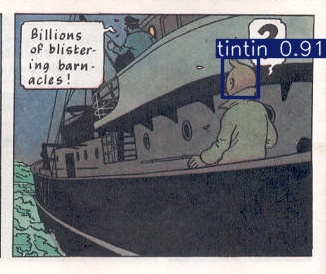 Billions
of blister-
ing barn-
acles!
?
tintin 0.91